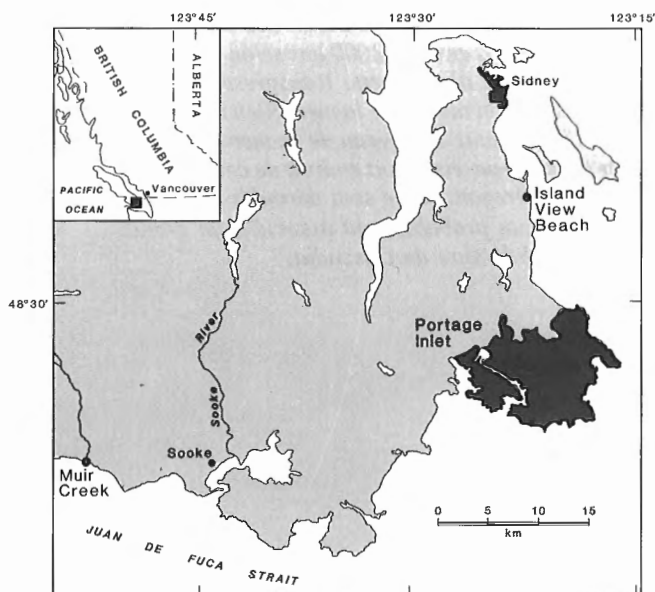 123°45'
123°30'
123°15'
BRITISH COLUMBIA
ALBERTA
Vancouver
PACIFIC
OCEAN
Sidney
Island
View
Beach
48°30'
Portage
Inlet
River
Sooke
Sooke
Muir
Creek
0 5 10 15
km
JUAN DE FUCA STRAIT